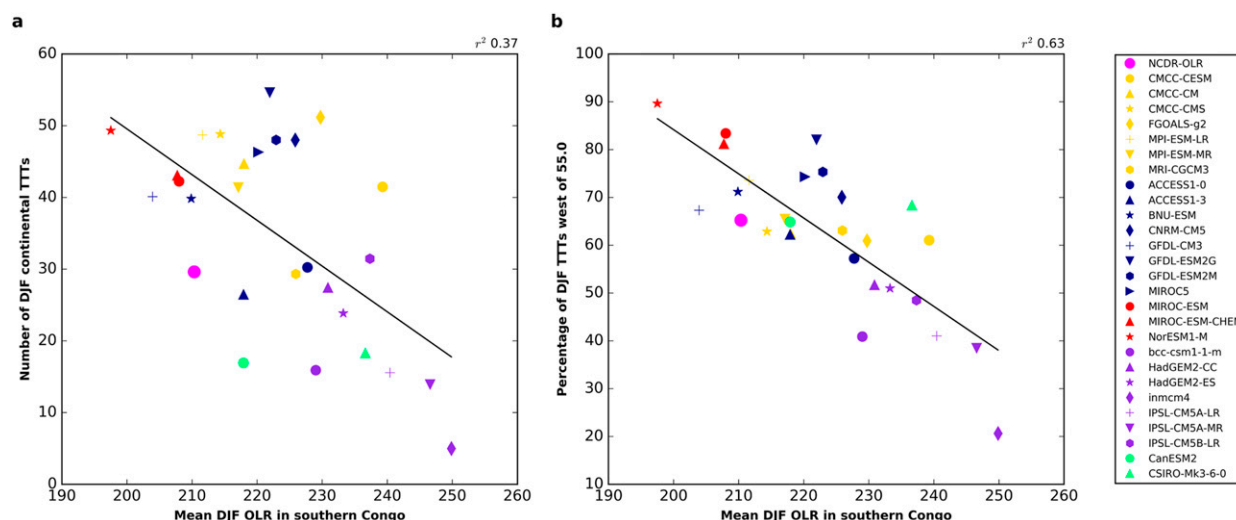 a
r² 0.37
60
50
40
30
20
10
0
Number of DJF continental TTTs
190 200 210 220 230 240 250 260
Mean DJF OLR in southern Congo
b
r² 0.63
100
90
80
70
60
50
40
30
20
10
Percentage of DJF TTTs west of 55.0
190 200 210 220 230 240 250 260
Mean DJF OLR in southern Congo
NCDR-OLR
CMCC-CESM
CMCC-CM
CMCC-CMS
FGOALS-g2
MPI-ESM-LR
MPI-ESM-MR
MRI-CGCM3
ACCESS1-0
ACCESS1-3
BNU-ESM
CNRM-CM5
GFDL-CM3
GFDL-ESM2G
GFDL-ESM2M
MIROC5
MIROC-ESM
MIROC-ESM-CHEM
NorESM1-M
bcc-csm1-1-m
HadGEM2-CC
HadGEM2-ES
inmcm4
IPSL-CM5A-LR
IPSL-CM5A-MR
IPSL-CM5B-LR
CanESM2
CSIRO-Mk3-6-0